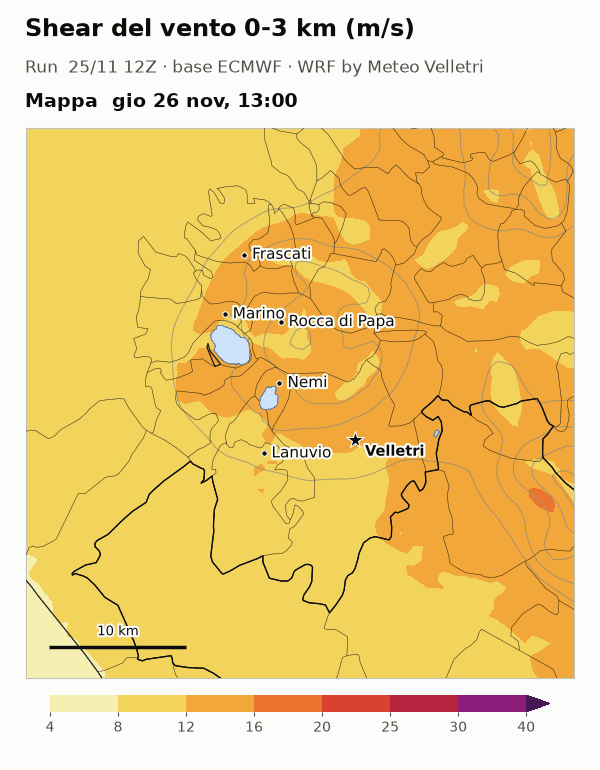 Shear del vento 0-3 km (m/s)
Run 25/11 12Z · base ECMWF · WRF by Meteo Velletri
Mappa gio 26 nov, 13:00
Frascati
Marino
Rocca di Papa
Nemi
Velletri
Lanuvio
10 km
4 8 12 16 20 25 30 40